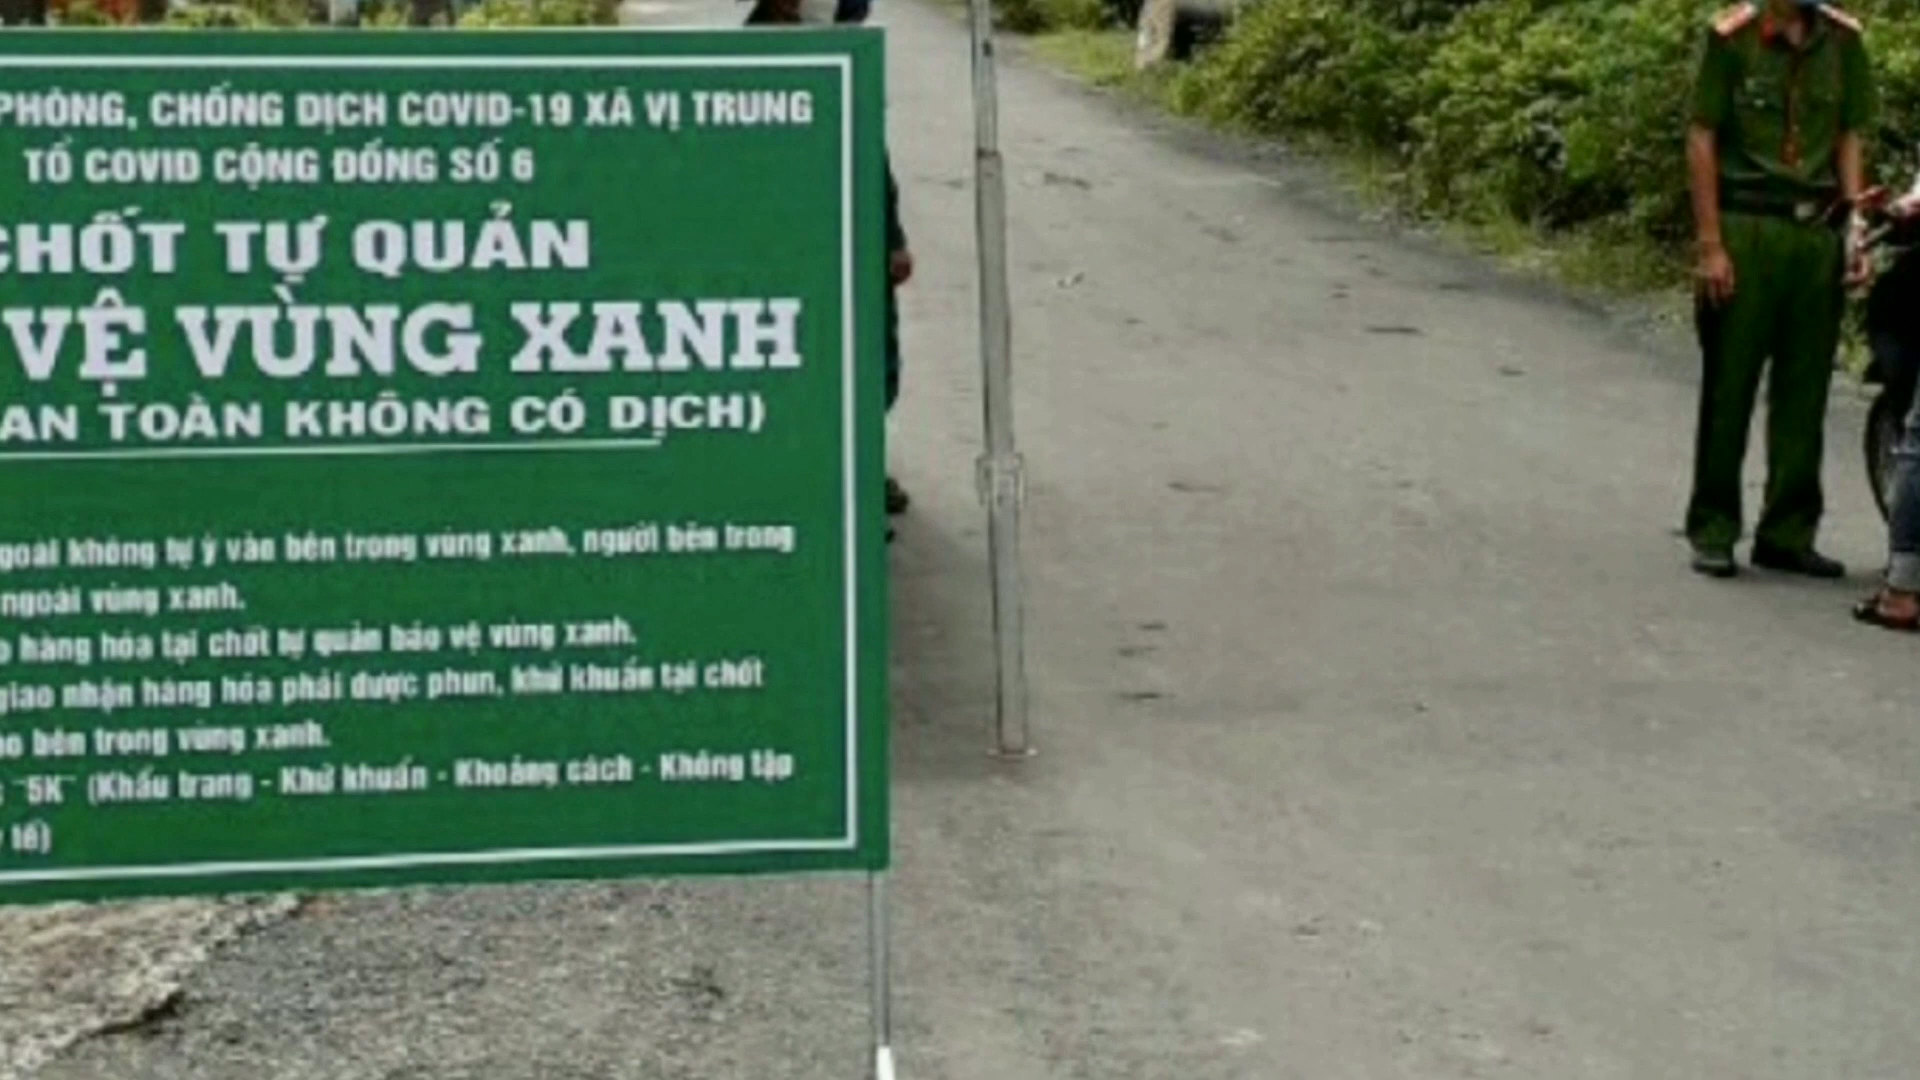 PHÒNG, CHỐNG DỊCH COVID-19 XÃ VỊ TRUNG
TỔ COVID CỘNG ĐỒNG SỐ 6
CHỐT TỰ QUẢN
VỆ VÙNG XANH
AN TOÀN KHÔNG CÓ DỊCH)
goài không tự ý vào bên trong vùng xanh, người bên trong
ngoài vùng xanh.
hàng hóa tại chốt tự quản bảo vệ vùng xanh.
giao nhận hàng hóa phải được phun, khử khuẩn tại chốt
bên trong vùng xanh.
"5K" (Khẩu trang - Khử khuẩn - Khoảng cách - Không tập
tế)